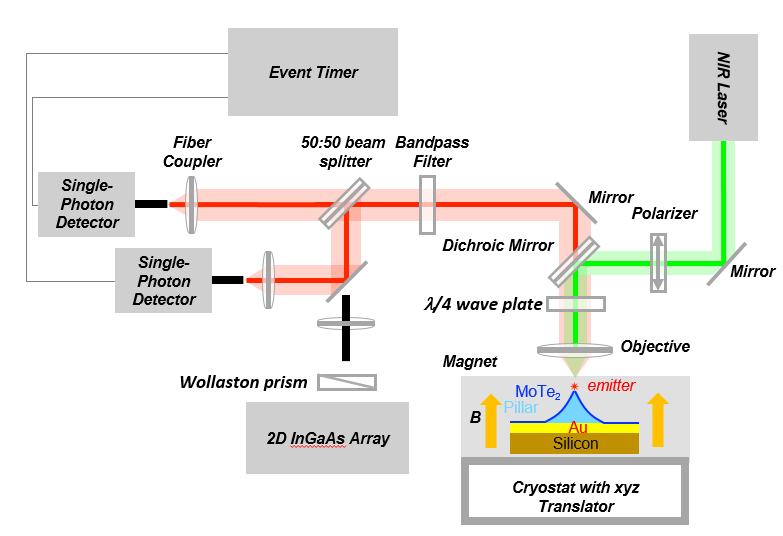 Event Timer
NIR Laser
Fiber
Coupler
50:50 beam
splitter
Bandpass
Filter
Single-
Photon
Detector
Mirror
Polarizer
Dichroic Mirror
Mirror
Single-
Photon
Detector
λ/4 wave plate
Objective
Magnet
Wollaston prism
MoTe₂
emitter
Pillar
B
Au
Silicon
2D InGaAs Array
Cryostat with xyz
Translator